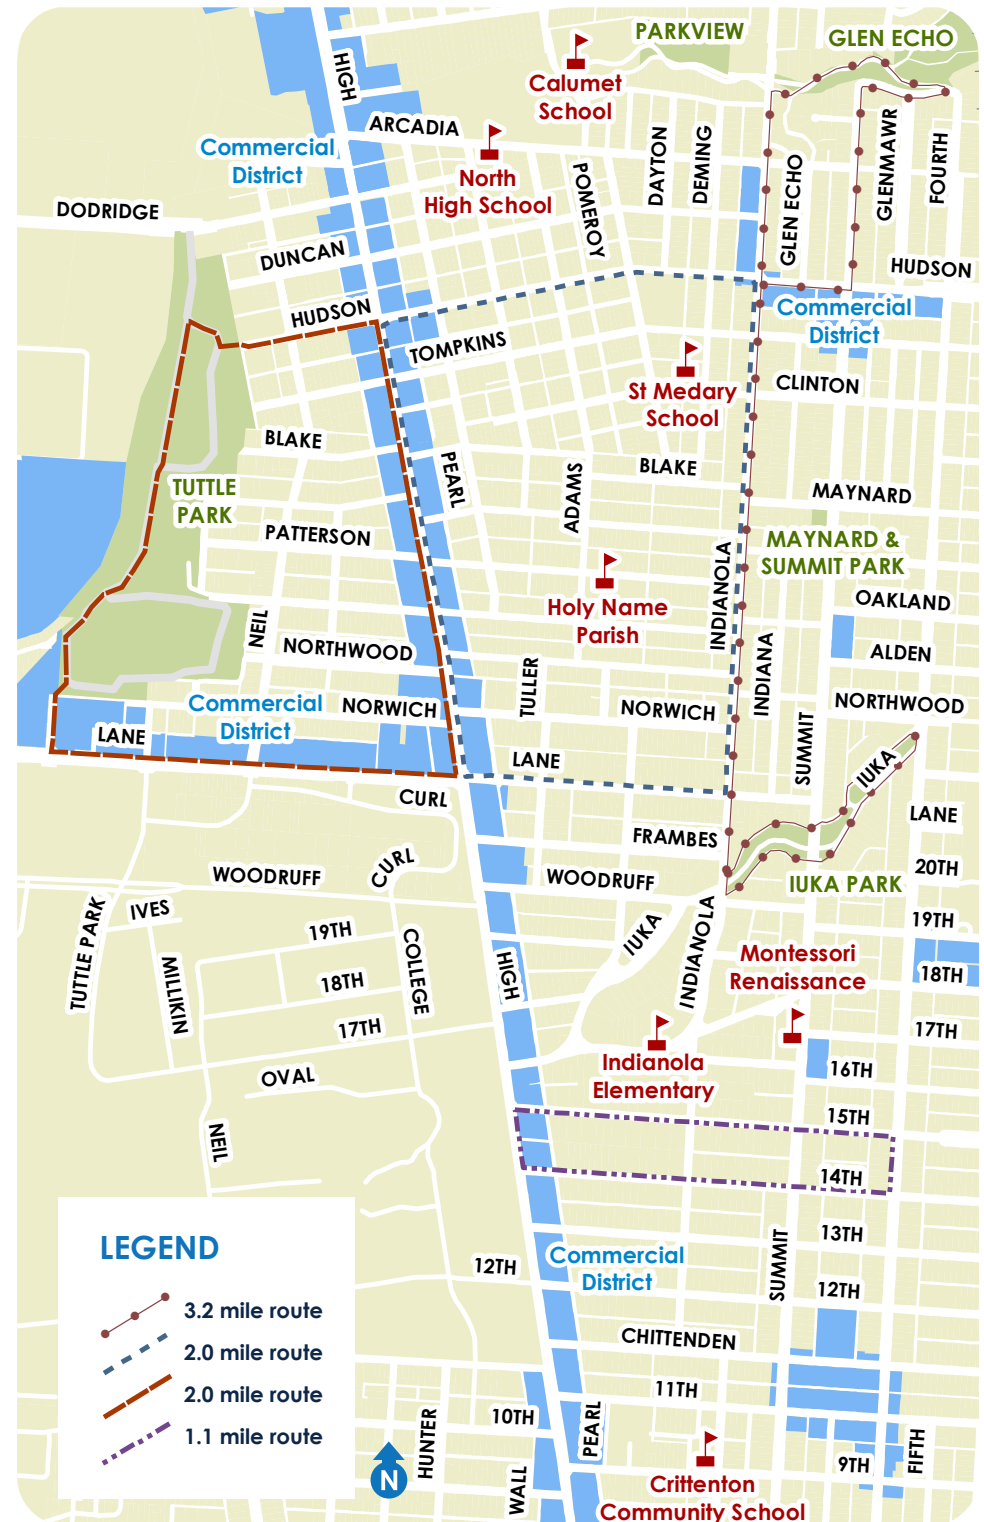 PARKVIEW
GLEN ECHO
HIGH
Calumet
School
ARCADIA
Commercial
District
North
High School
DODRIDGE
POMEROY
DAYTON
DEMING
GLEN ECHO
GLENMAWR
FOURTH
DUNCAN
HUDSON
HUDSON
Commercial
District
TOMPKINS
St Medary
School
CLINTON
BLAKE
PEARL
BLAKE
ADAMS
MAYNARD
TUTTLE
PARK
PATTERSON
MAYNARD &
SUMMIT PARK
INDIANOLA
Holy Name
Parish
OAKLAND
NEIL
NORTHWOOD
ALDEN
TULLER
INDIANA
Commercial
District
NORWICH
NORWICH
NORTHWOOD
LANE
SUMMIT
LANE
IUKA
CURL
LANE
FRAMBES
CURL
WOODRUFF
WOODRUFF
20TH
IUKA PARK
IVES
19TH
19TH
TUTTLE PARK
IUKA
INDIANOLA
Montessori
Renaissance
MILLIKIN
COLLEGE
HIGH
18TH
18TH
17TH
17TH
Indianola
Elementary
16TH
OVAL
15TH
NEIL
14TH
LEGEND
3.2 mile route
2.0 mile route
2.0 mile route
1.1 mile route
13TH
Commercial
District
12TH
SUMMIT
12TH
CHITTENDEN
11TH
10TH
PEARL
HUNTER
FIFTH
9TH
WALL
N
Crittenton
Community School